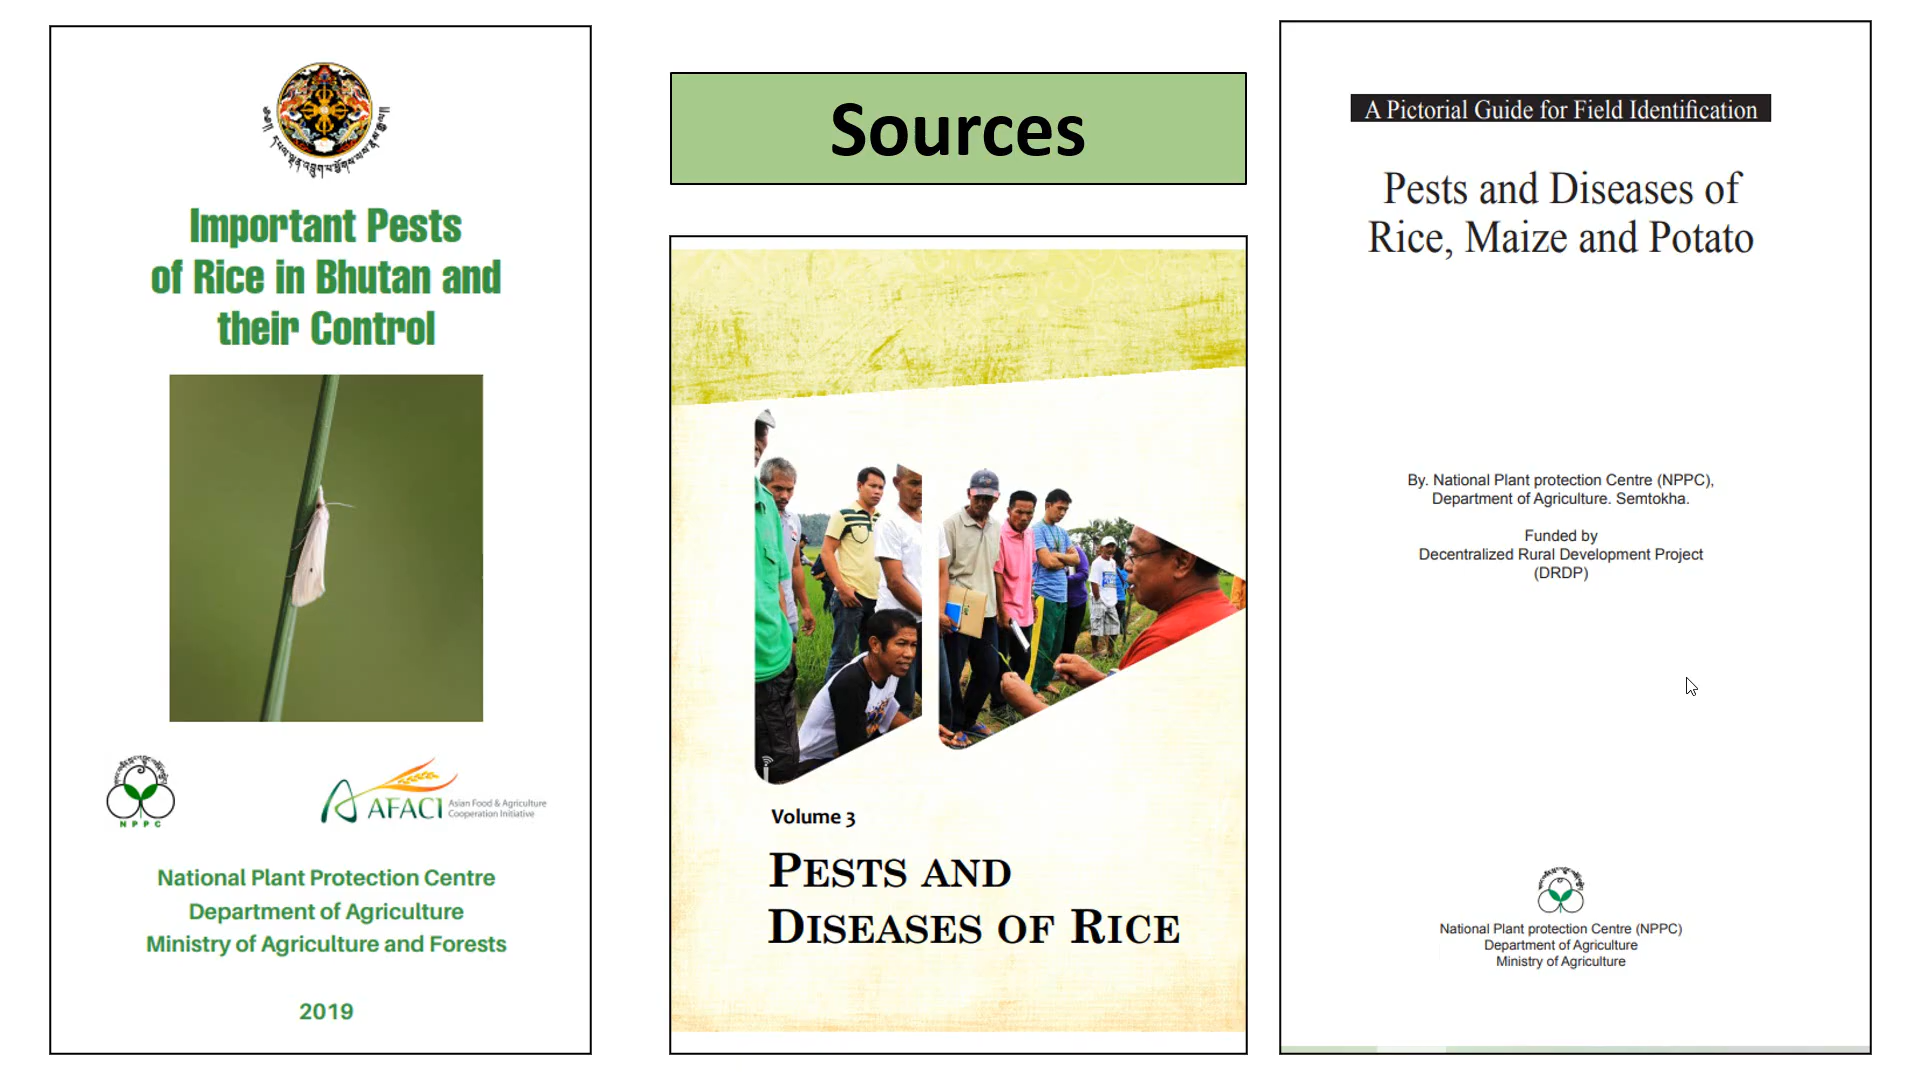 Important Pests
of Rice in Bhutan and
their Control
NPPC
AFACI
Asian Food & Agriculture
Cooperation Initiative
National Plant Protection Centre
Department of Agriculture
Ministry of Agriculture and Forests
2019
Sources
Volume 3
PESTS AND
DISEASES OF RICE
A Pictorial Guide for Field Identification
Pests and Diseases of
Rice, Maize and Potato
By. National Plant protection Centre (NPPC),
Department of Agriculture. Semtokha.
Funded by
Decentralized Rural Development Project
(DRDP)
National Plant protection Centre (NPPC)
Department of Agriculture
Ministry of Agriculture